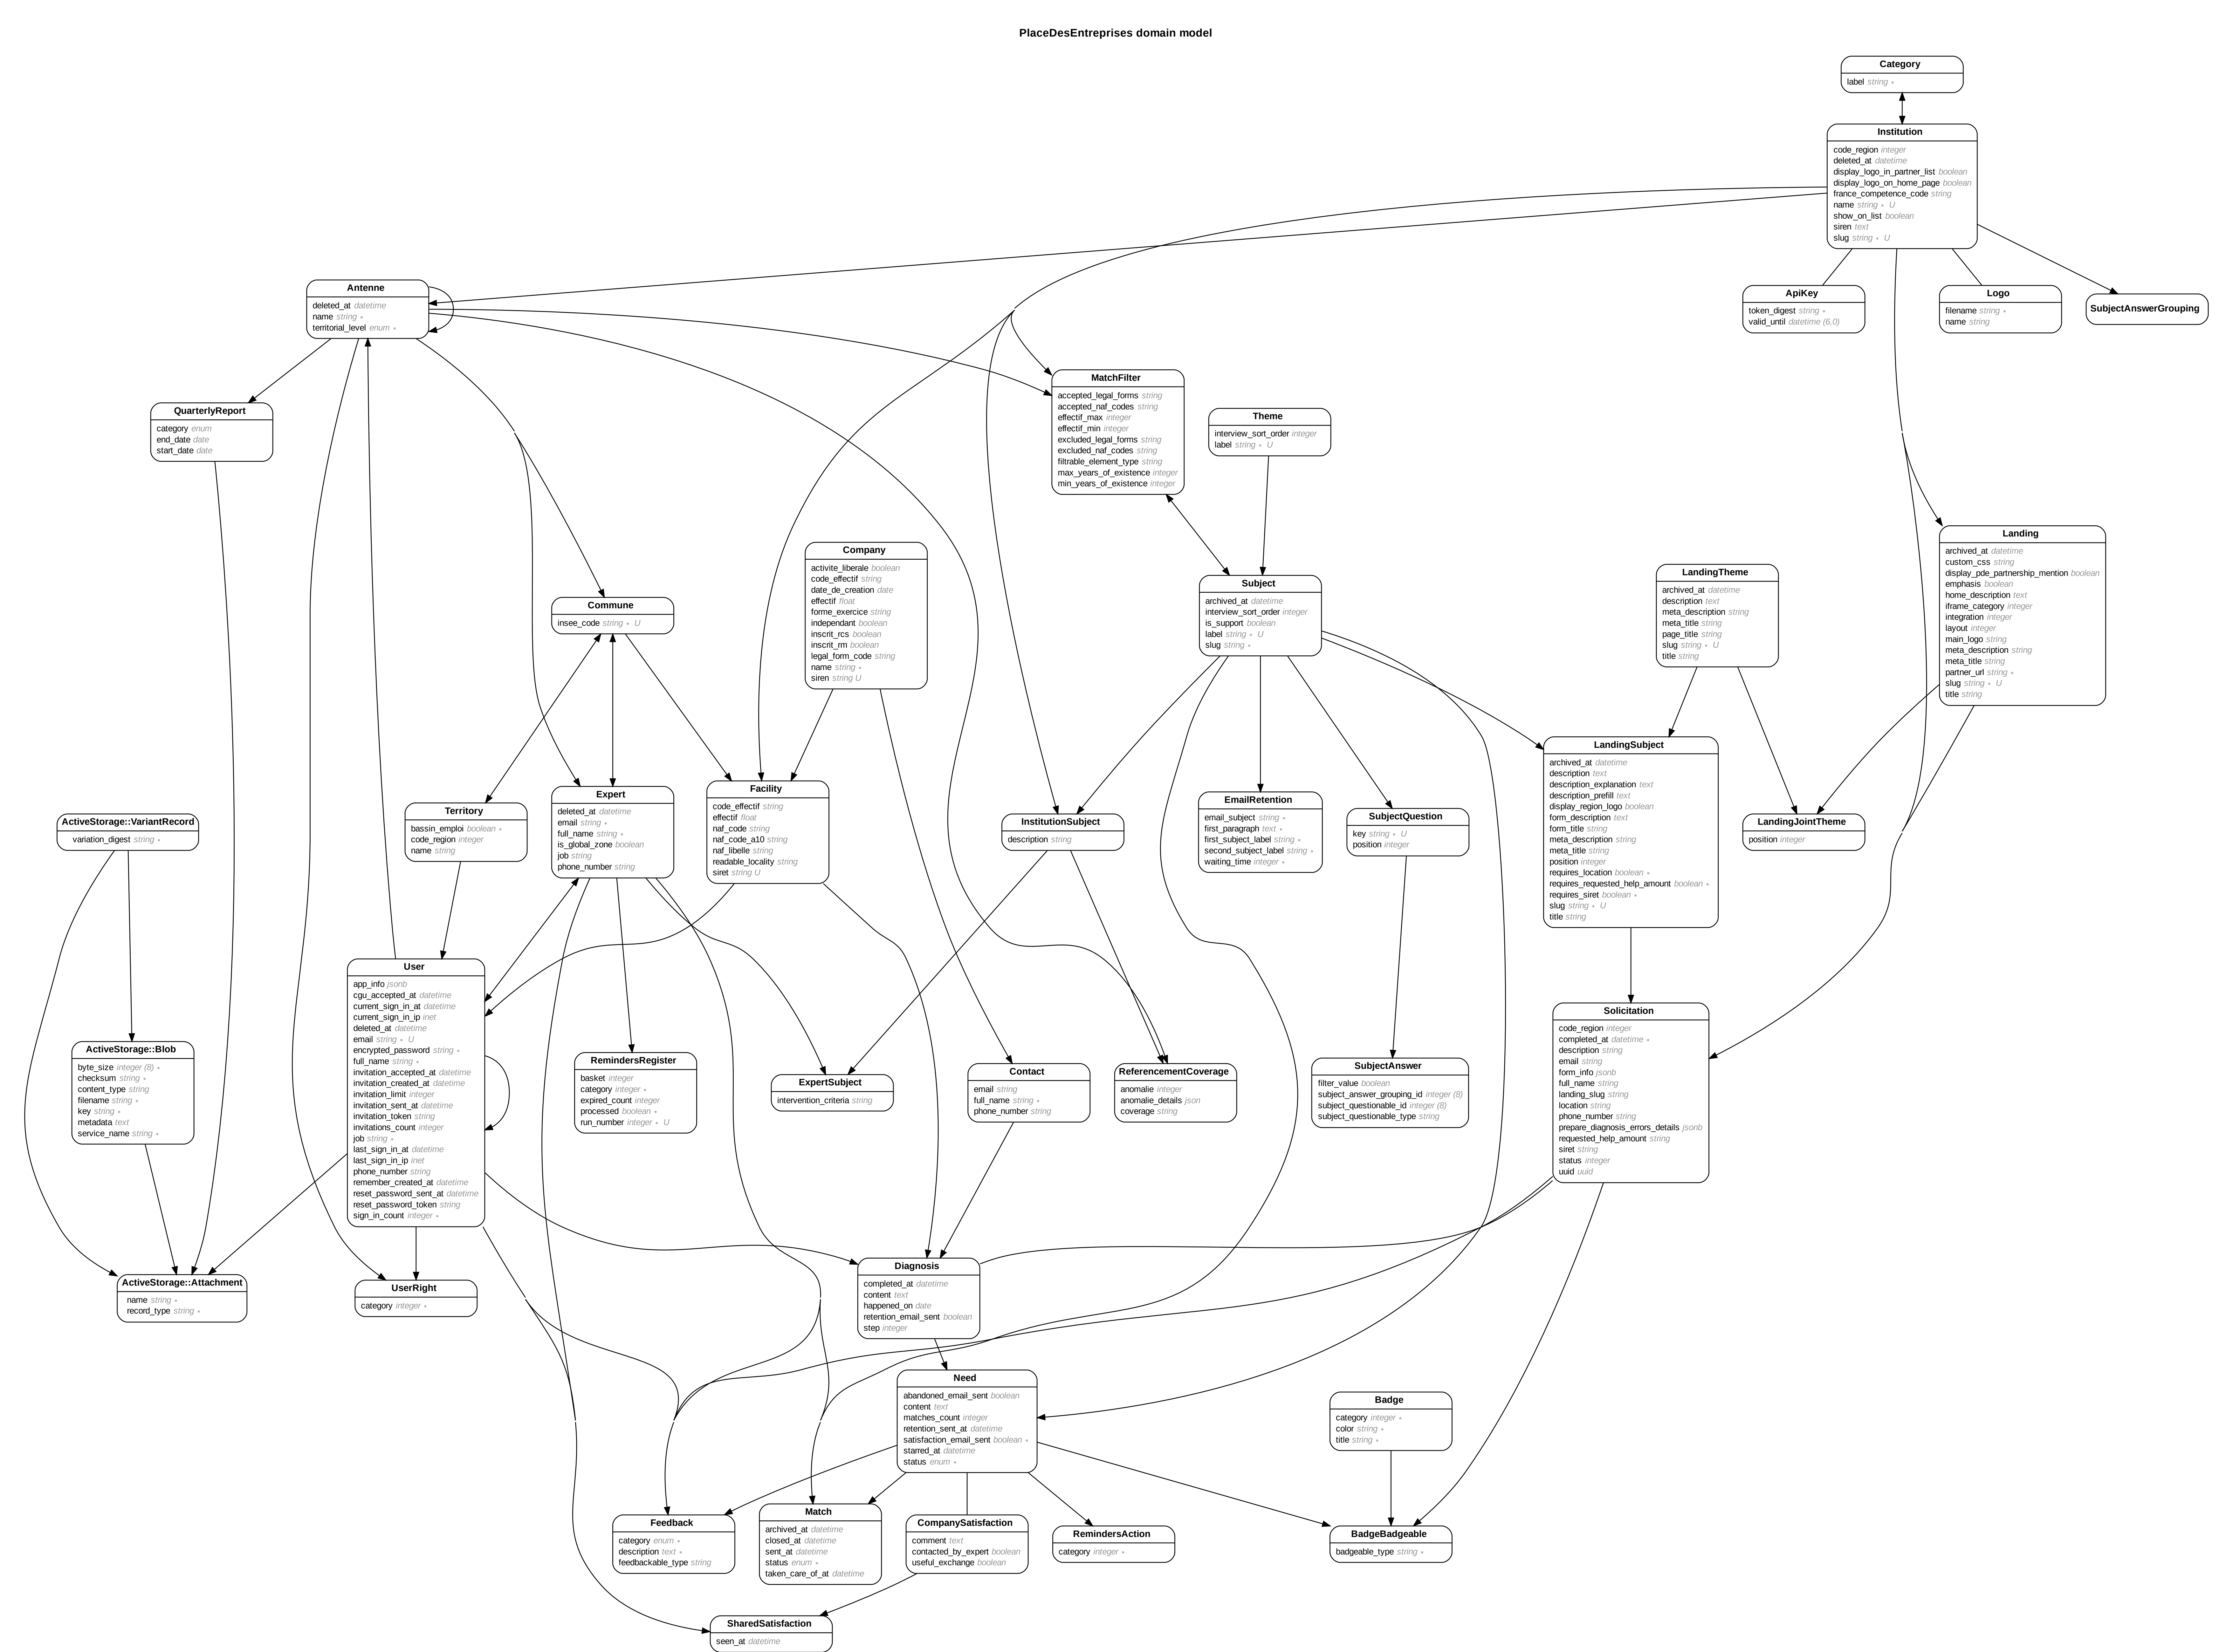 PlaceDesEntreprises domain model
Category
label string ∗
Institution
code_region integer
deleted_at datetime
display_logo_in_partner_list boolean
display_logo_on_home_page boolean
france_competence_code string
name string ∗ U
show_on_list boolean
siren text
slug string ∗ U
Antenne
deleted_at datetime
name string ∗
territorial_level enum ∗
ApiKey
token_digest string ∗
valid_until datetime (6,0)
Logo
filename string ∗
name string
SubjectAnswerGrouping
QuarterlyReport
category enum
end_date date
start_date date
MatchFilter
accepted_legal_forms string
accepted_naf_codes string
effectif_max integer
effectif_min integer
excluded_legal_forms string
excluded_naf_codes string
filtrable_element_type string
max_years_of_existence integer
min_years_of_existence integer
Theme
interview_sort_order integer
label string ∗ U
Landing
archived_at datetime
custom_css string
display_pde_partnership_mention boolean
emphasis boolean
home_description text
iframe_category integer
integration integer
layout integer
main_logo string
meta_description string
meta_title string
partner_url string ∗
slug string ∗ U
title string
Company
activite_liberale boolean
code_effectif string
date_de_creation date
effectif float
forme_exercice string
independant boolean
inscrit_rcs boolean
inscrit_rm boolean
legal_form_code string
name string ∗
siren string U
LandingTheme
archived_at datetime
description text
meta_description string
meta_title string
page_title string
slug string ∗ U
title string
Subject
archived_at datetime
interview_sort_order integer
is_support boolean
label string ∗ U
slug string ∗
Commune
insee_code string ∗ U
LandingSubject
archived_at datetime
description text
description_explanation text
description_prefill text
display_region_logo boolean
form_description text
form_title string
meta_description string
meta_title string
position integer
requires_location boolean ∗
requires_requested_help_amount boolean ∗
requires_siret boolean ∗
slug string ∗ U
title string
Facility
code_effectif string
effectif float
naf_code string
naf_code_a10 string
naf_libelle string
readable_locality string
siret string U
Expert
deleted_at datetime
email string ∗
full_name string ∗
is_global_zone boolean
job string
phone_number string
EmailRetention
email_subject string ∗
first_paragraph text ∗
first_subject_label string ∗
second_subject_label string ∗
waiting_time integer ∗
Territory
bassin_emploi boolean ∗
code_region integer
name string
SubjectQuestion
key string ∗ U
position integer
ActiveStorage::VariantRecord
variation_digest string ∗
InstitutionSubject
description string
LandingJointTheme
position integer
User
app_info jsonb
cgu_accepted_at datetime
current_sign_in_at datetime
current_sign_in_ip inet
deleted_at datetime
email string ∗ U
encrypted_password string ∗
full_name string ∗
invitation_accepted_at datetime
invitation_created_at datetime
invitation_limit integer
invitation_sent_at datetime
invitation_token string
invitations_count integer
job string ∗
last_sign_in_at datetime
last_sign_in_ip inet
phone_number string
remember_created_at datetime
reset_password_sent_at datetime
reset_password_token string
sign_in_count integer ∗
Solicitation
code_region integer
completed_at datetime ∗
description string
email string
form_info jsonb
full_name string
landing_slug string
location string
phone_number string
prepare_diagnosis_errors_details jsonb
requested_help_amount string
siret string
status integer
uuid uuid
ActiveStorage::Blob
byte_size integer (8) ∗
checksum string ∗
content_type string
filename string ∗
key string ∗
metadata text
service_name string ∗
RemindersRegister
basket integer
category integer ∗
expired_count integer
processed boolean ∗
run_number integer ∗ U
ExpertSubject
intervention_criteria string
Contact
email string
full_name string ∗
phone_number string
ReferencementCoverage
anomalie integer
anomalie_details json
coverage string
SubjectAnswer
filter_value boolean
subject_answer_grouping_id integer (8)
subject_questionable_id integer (8)
subject_questionable_type string
ActiveStorage::Attachment
name string ∗
record_type string ∗
UserRight
category integer ∗
Diagnosis
completed_at datetime
content text
happened_on date
retention_email_sent boolean
step integer
Need
abandoned_email_sent boolean
content text
matches_count integer
retention_sent_at datetime
satisfaction_email_sent boolean ∗
starred_at datetime
status enum ∗
Badge
category integer ∗
color string ∗
title string ∗
Feedback
category enum ∗
description text ∗
feedbackable_type string
Match
archived_at datetime
closed_at datetime
sent_at datetime
status enum ∗
taken_care_of_at datetime
CompanySatisfaction
comment text
contacted_by_expert boolean
useful_exchange boolean
RemindersAction
category integer ∗
BadgeBadgeable
badgeable_type string ∗
SharedSatisfaction
seen_at datetime